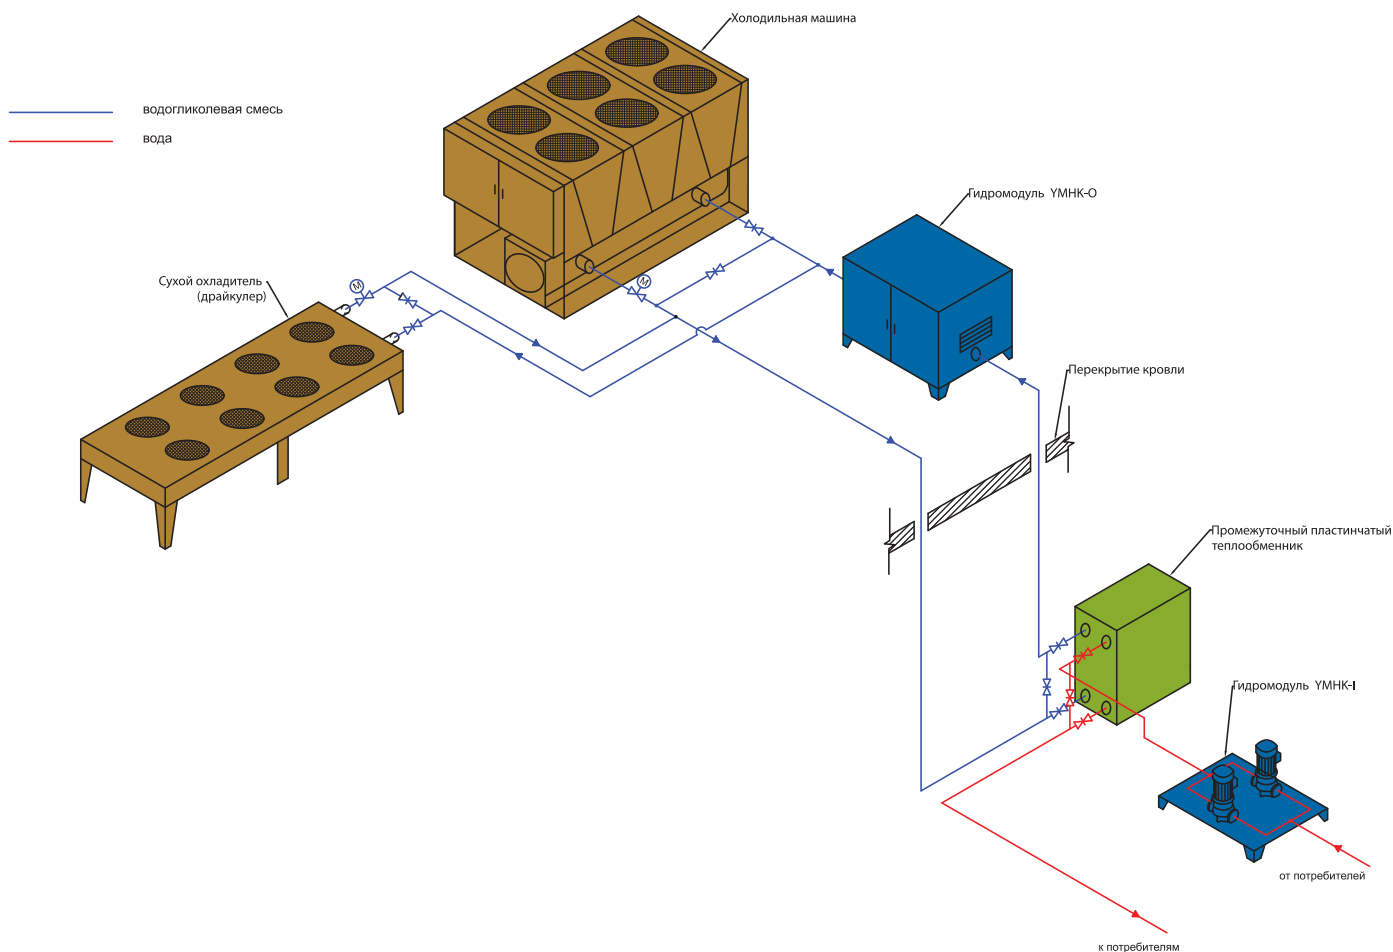 Холодильная машина
водогликолевая смесь
вода
Гидромодуль YMHK-O
Сухой охладитель
(драйкулер)
M
M
Перекрытие кровли
Промежуточный пластинчатый
теплообменник
Гидромодуль YMHK-I
от потребителей
к потребителям